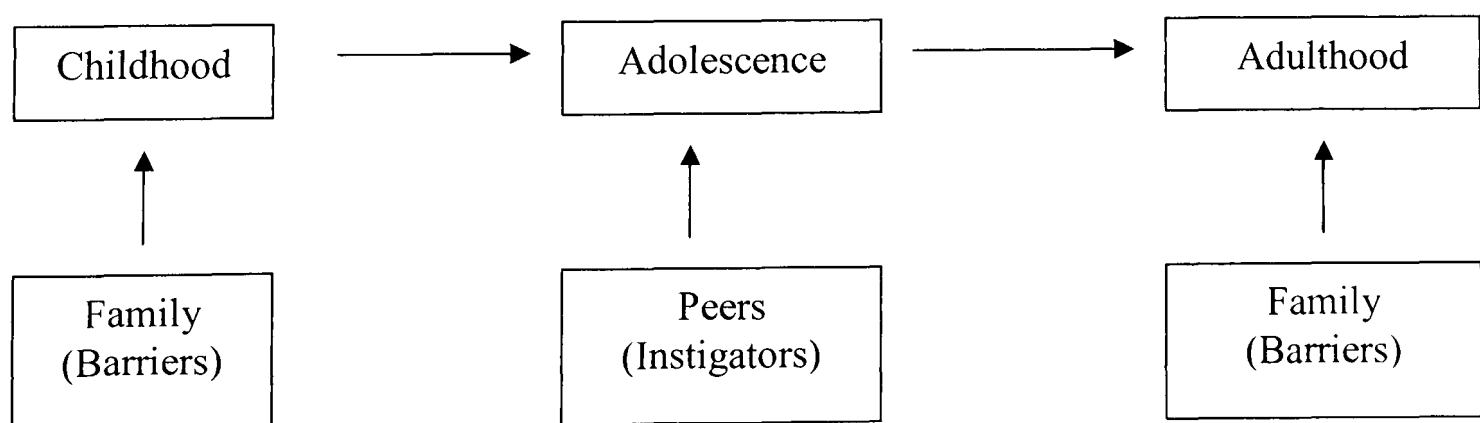 Childhood
Adolescence
Adulthood
Family
(Barriers)
Peers
(Instigators)
Family
(Barriers)